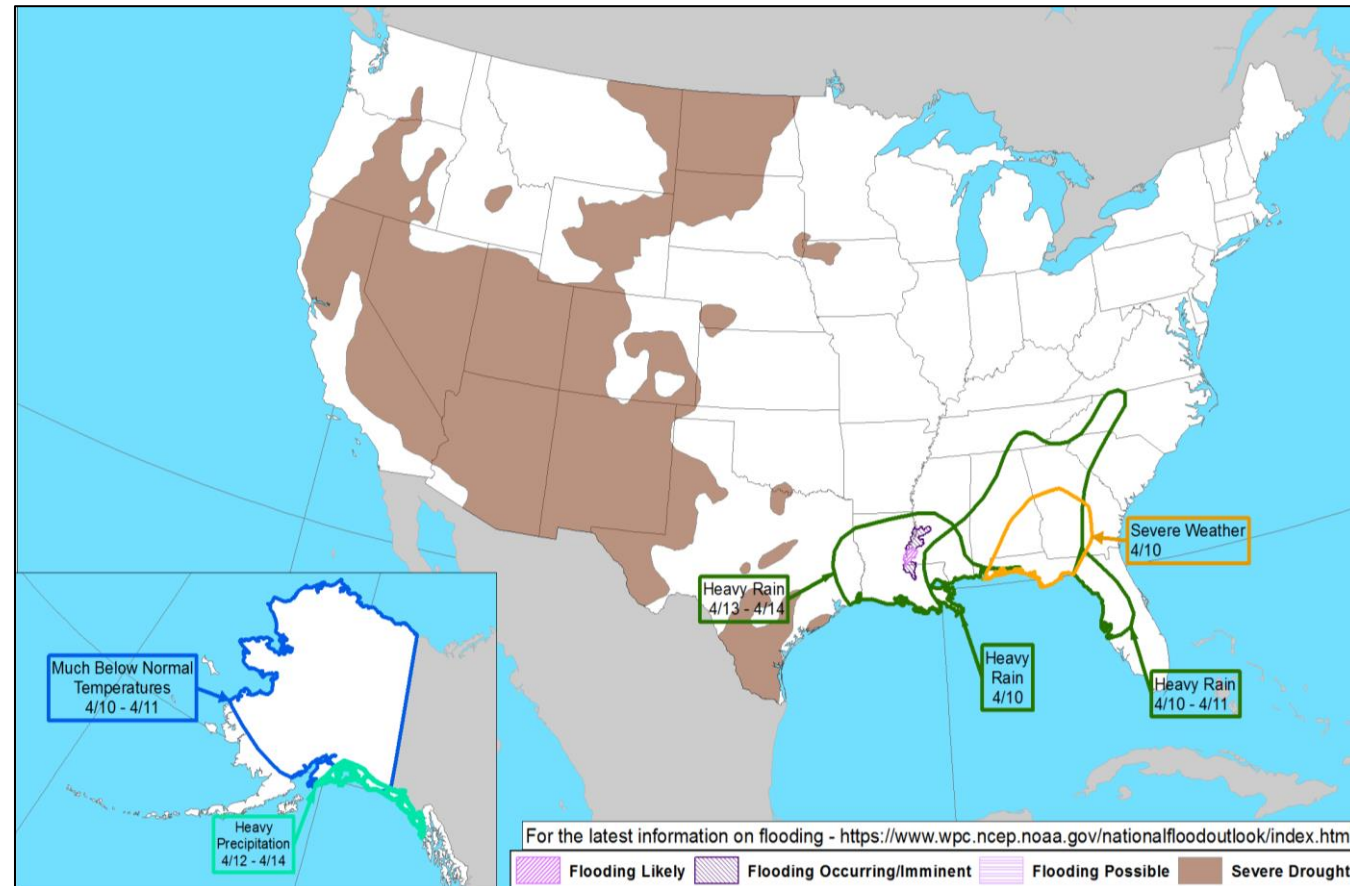 Severe Weather
4/10
Heavy Rain
4/13 - 4/14
Heavy
Rain
4/10
Heavy Rain
4/10 - 4/11
Much Below Normal
Temperatures
4/10 - 4/11
Heavy
Precipitation
4/12 - 4/14
For the latest information on flooding - https://www.wpc.ncep.noaa.gov/nationalfloodoutlook/index.htm
Flooding Likely
Flooding Occurring/Imminent
Flooding Possible
Severe Drought